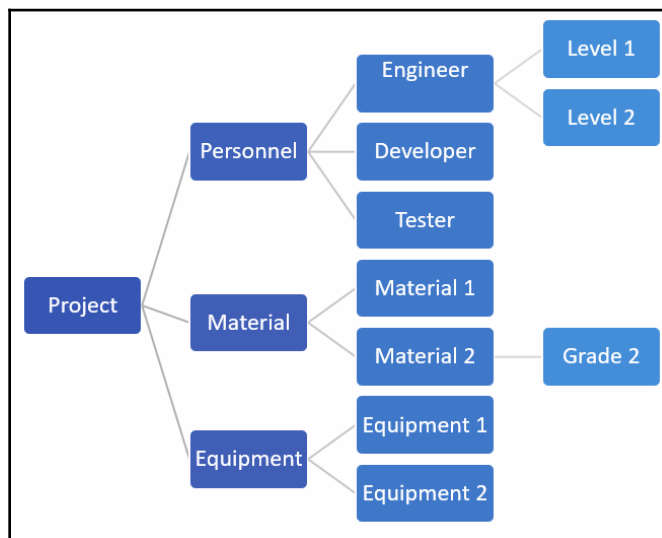 Project
Personnel
Engineer
Level 1
Level 2
Developer
Tester
Material
Material 1
Material 2
Grade 2
Equipment
Equipment 1
Equipment 2